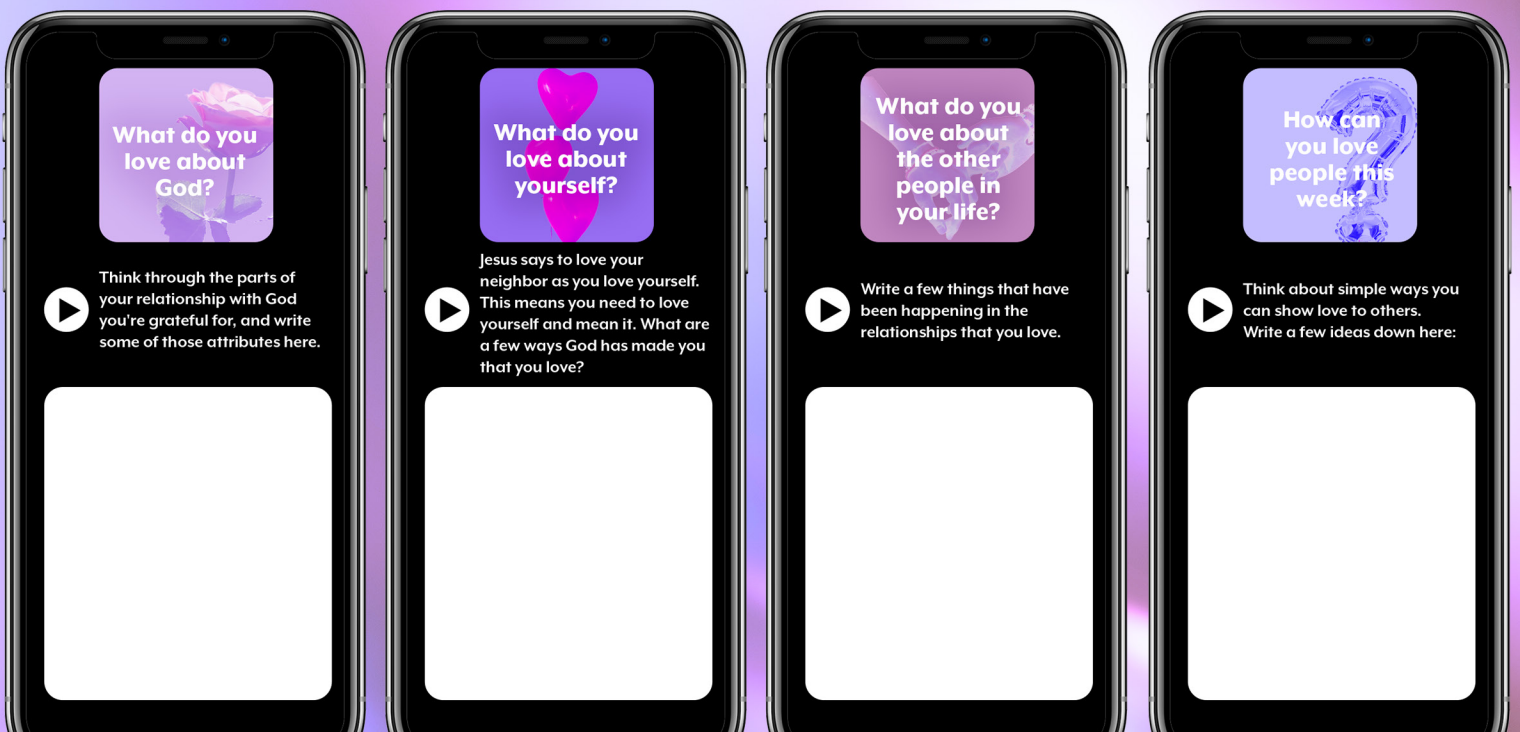 What do you
love about
God?
Think through the parts of
your relationship with God
you're grateful for, and write
some of those attributes here.
What do you
love about
yourself?
Jesus says to love your
neighbor as you love yourself.
This means you need to love
yourself and mean it. What are
a few ways God has made you
that you love?
What do you
love about
the other
people in
your life?
Write a few things that have
been happening in the
relationships that you love.
How can
you love
people this
week?
Think about simple ways you
can show love to others.
Write a few ideas down here: